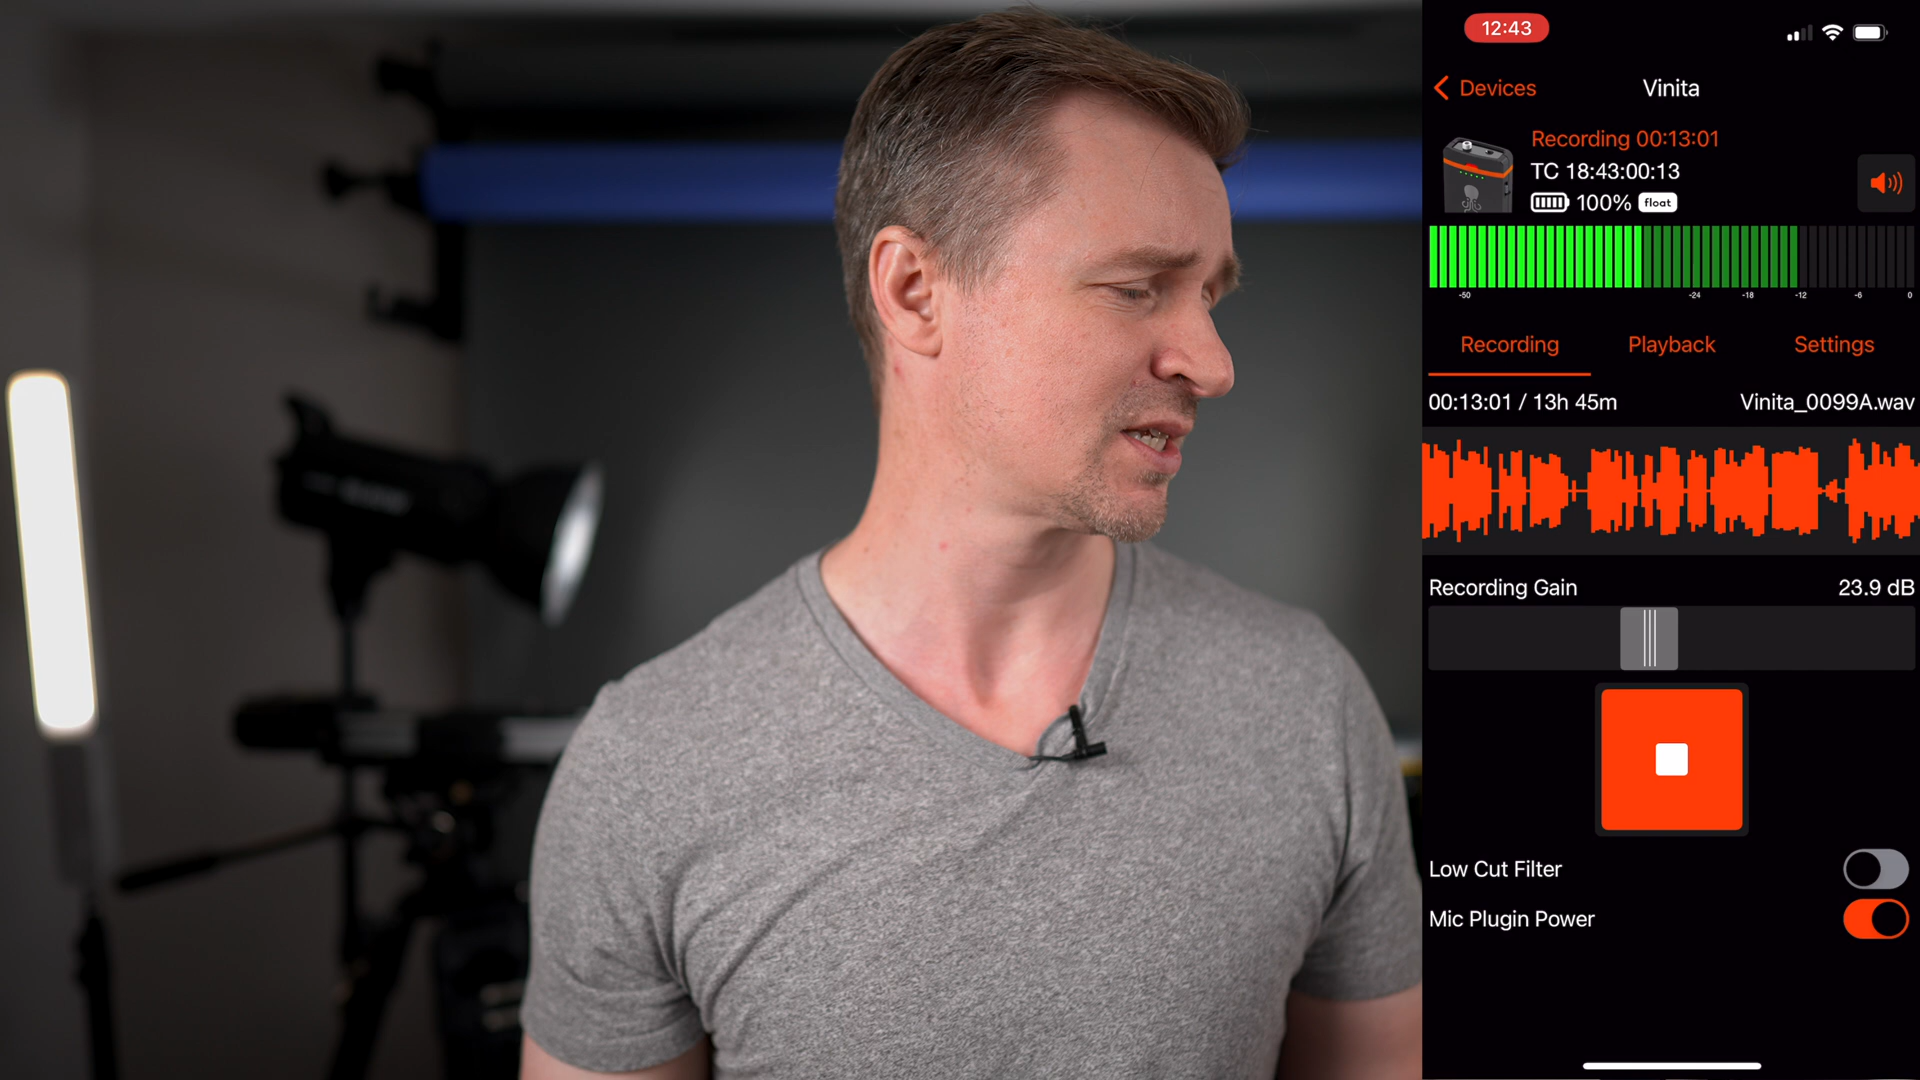 12:43
Devices
Vinita
Recording 00:13:01
TC 18:43:00:13
100% float
-50 -24 -18 -12 -6 0
Recording Playback Settings
00:13:01 / 13h 45m Vinita_0099A.wav
Recording Gain 23.9 dB
Low Cut Filter
Mic Plugin Power